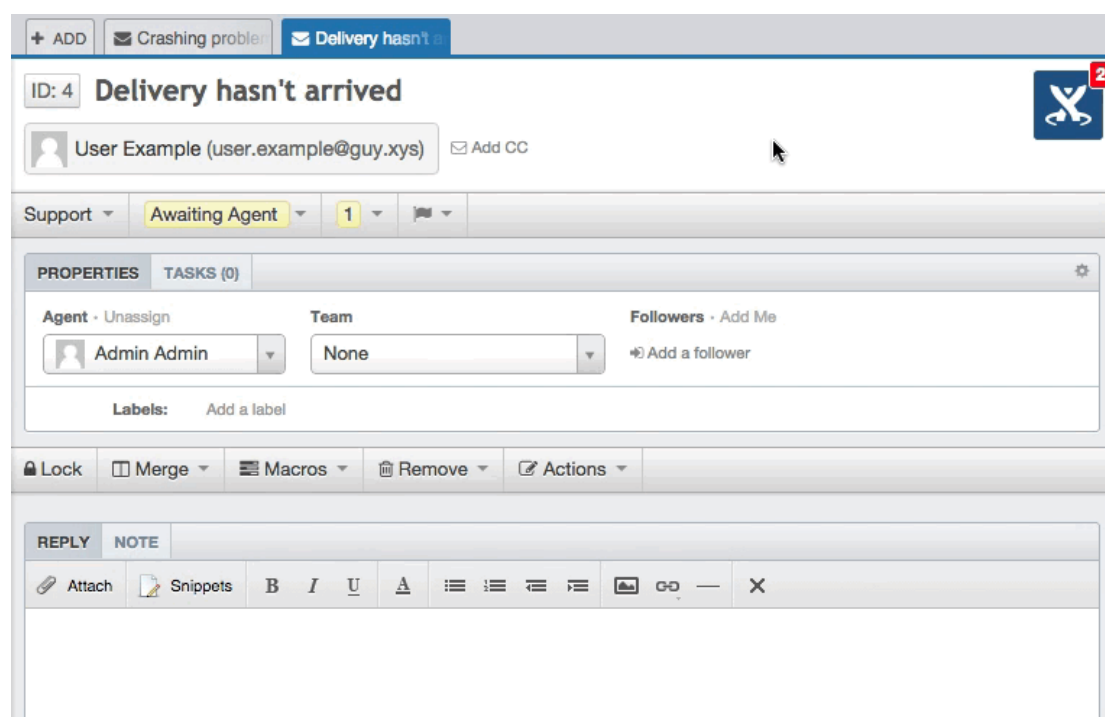 + ADD Crashing problem Delivery hasn't a
ID: 4 Delivery hasn't arrived 2
User Example (user.example@guy.xys) Add CC
Support Awaiting Agent 1
PROPERTIES TASKS (0)
Agent · Unassign Team Followers · Add Me
Admin Admin None Add a follower
Labels: Add a label
Lock Merge Macros Remove Actions
REPLY NOTE
Attach Snippets B I U A